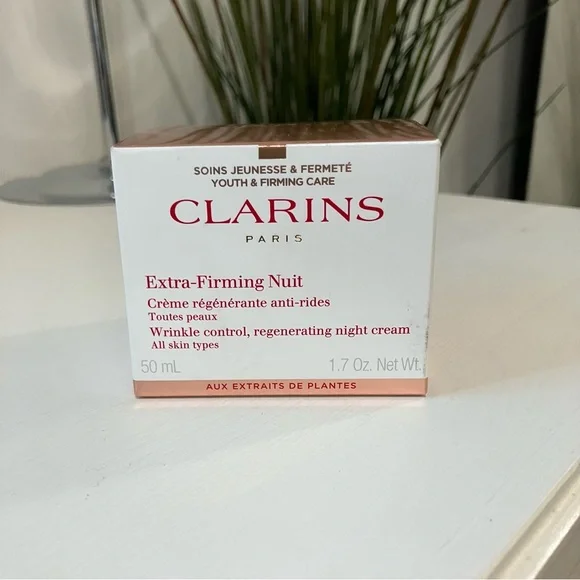 SOINS JEUNESSE & FERMETÉ
YOUTH & FIRMING CARE
CLARINS
PARIS
Extra-Firming Nuit
Crème régénérante anti-rides
Toutes peaux
Wrinkle control, regenerating night cream
All skin types
50 mL 1.7 Oz. Net Wt.
AUX EXTRAITS DE PLANTES